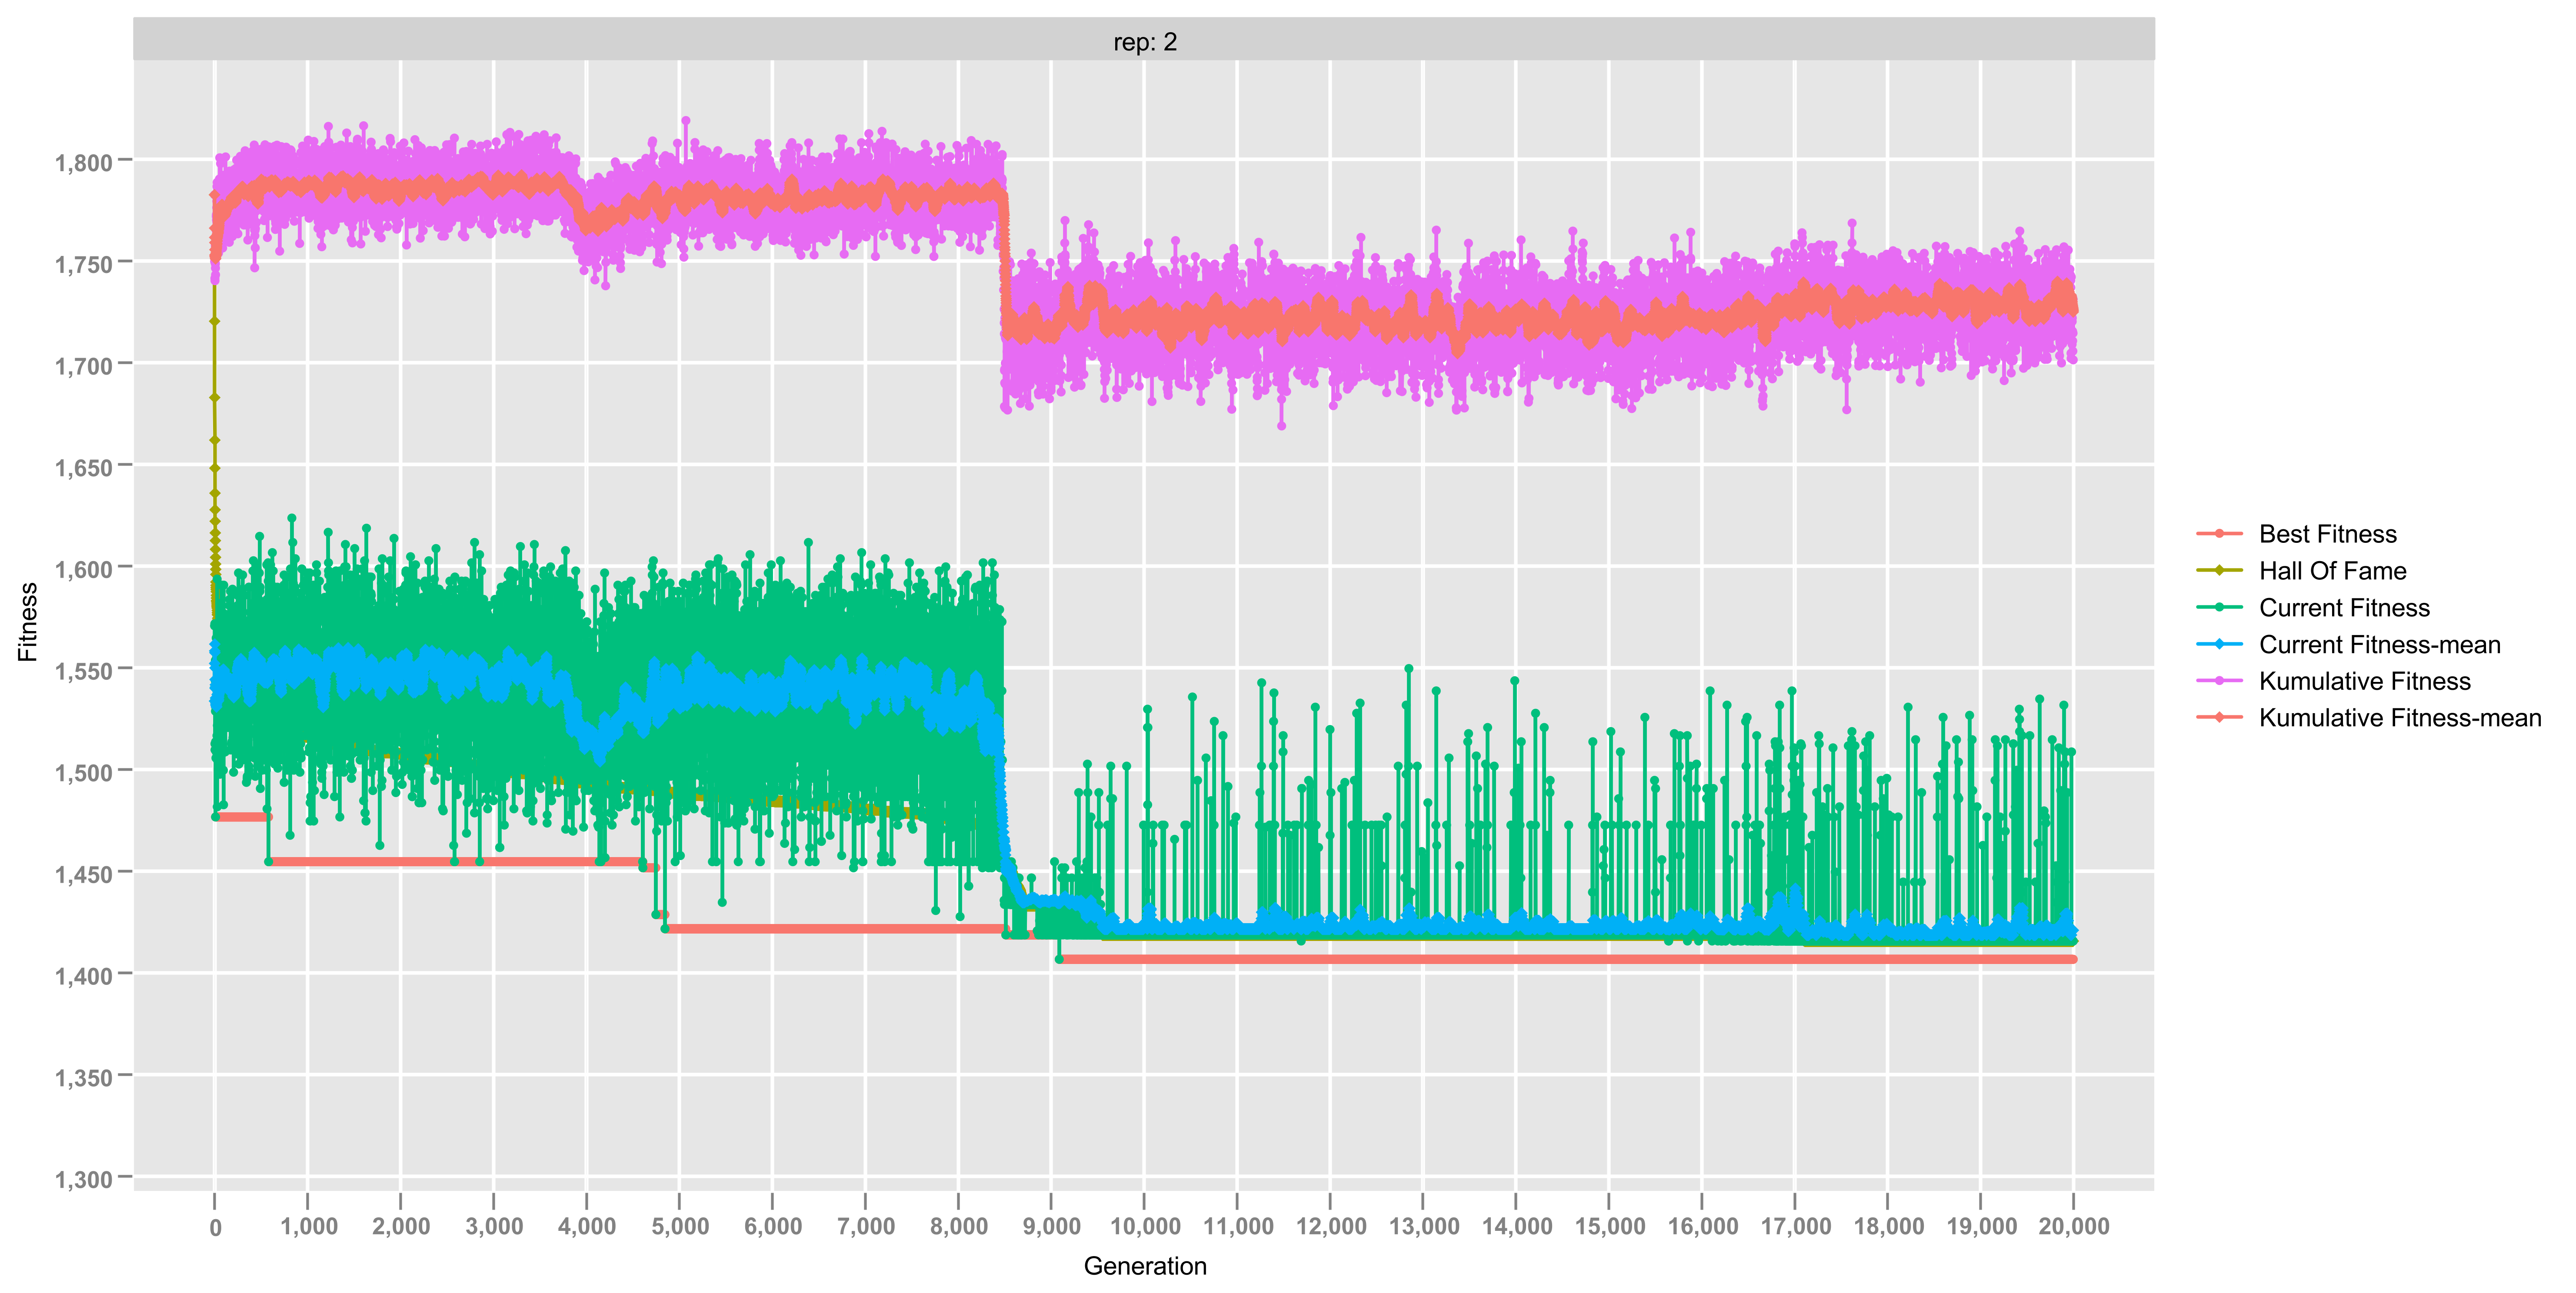 rep: 2
1,800
1,750
1,700
1,650
1,600
1,550
1,500
1,450
1,400
1,350
1,300
Fitness
0 1,000 2,000 3,000 4,000 5,000 6,000 7,000 8,000 9,000 10,000 11,000 12,000 13,000 14,000 15,000 16,000 17,000 18,000 19,000 20,000
Generation
Best Fitness
Hall Of Fame
Current Fitness
Current Fitness-mean
Kumulative Fitness
Kumulative Fitness-mean